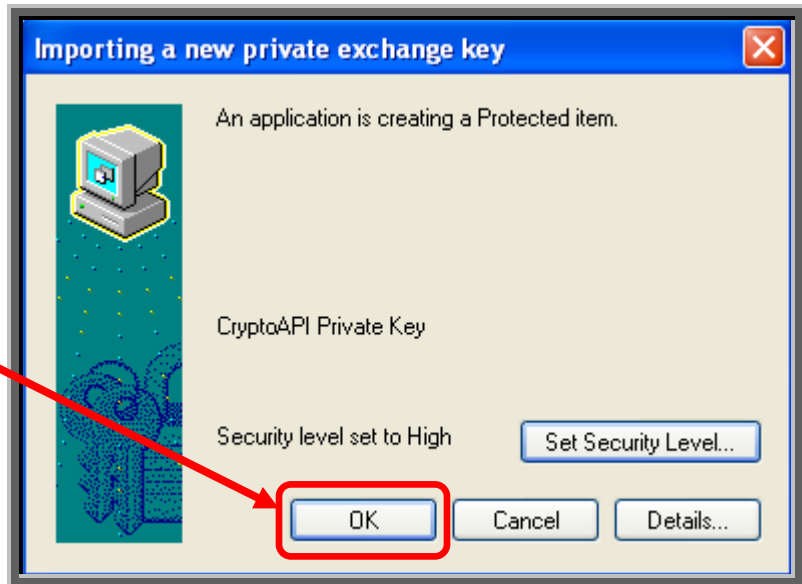 Importing a new private exchange key
An application is creating a Protected item.
CryptoAPI Private Key
Security level set to High
Set Security Level...
OK
Cancel
Details...